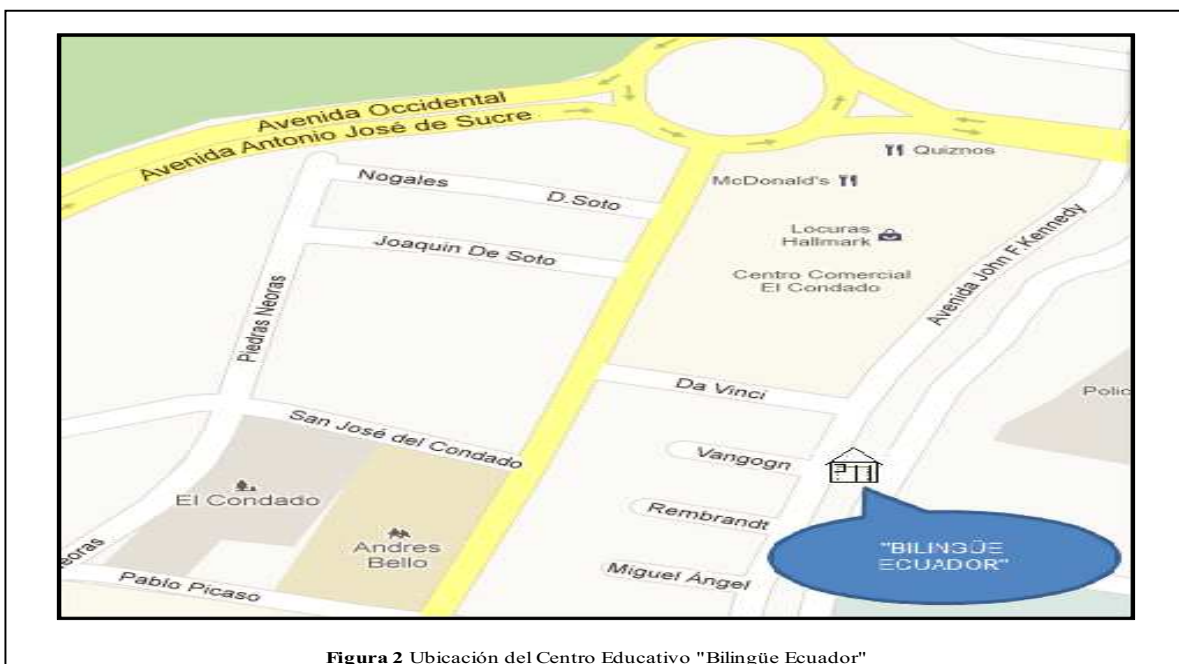 Avenida Occidental
Avenida Antonio José de Sucre
Quiznos
McDonald's
Nogales
D.Soto
Locuras
Hallmark
Joaquin De Soto
Centro Comercial
El Condado
Avenida John F.Kennedy
Piedras Neoras
Da Vinci
Polic
San José del Condado
Vangogn
El Condado
Rembrandt
Andres
Bello
"BILINGÜE
ECUADOR"
eoras
Miguel Ángel
Pablo Picaso
Figura 2 Ubicación del Centro Educativo "Bilingüe Ecuador"